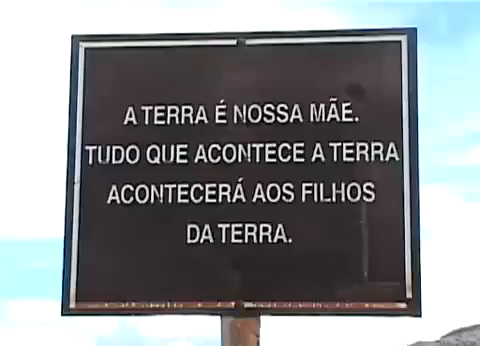 A TERRA É NOSSA MÃE.
TUDO QUE ACONTECE A TERRA
ACONTECERÁ AOS FILHOS
DA TERRA.